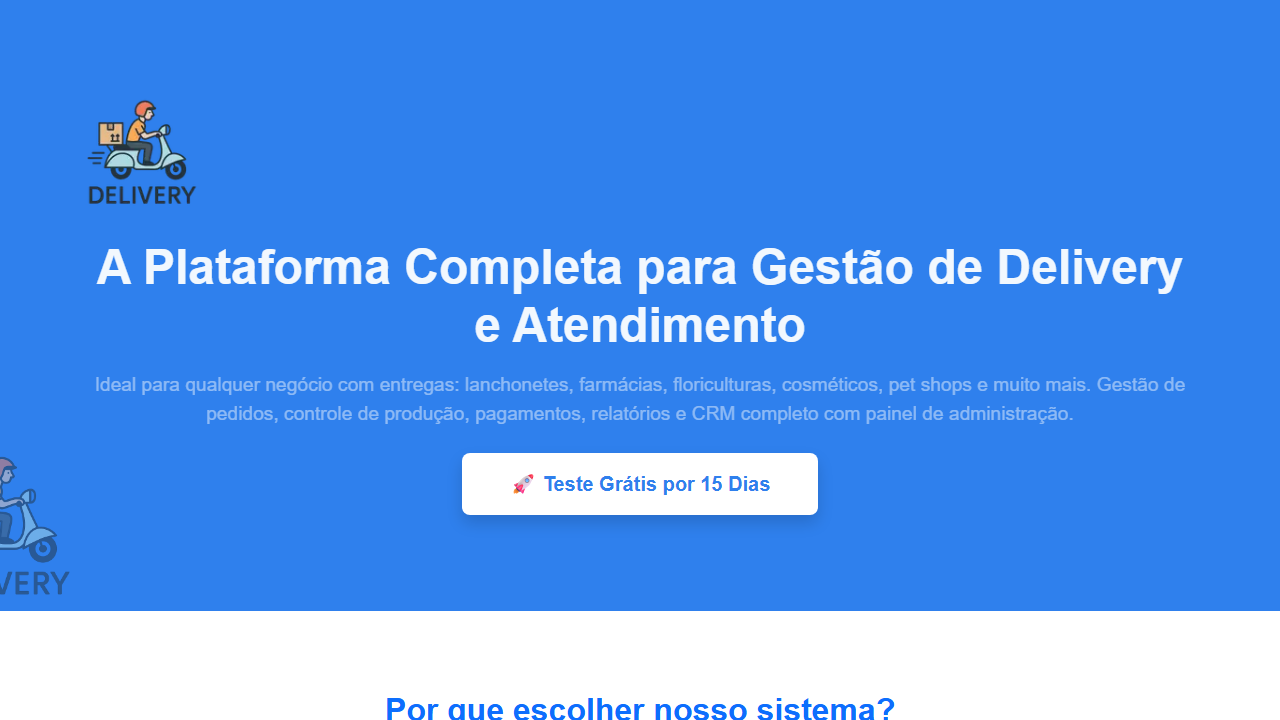 DELIVERY
A Plataforma Completa para Gestão de Delivery
e Atendimento
Ideal para qualquer negócio com entregas: lanchonetes, farmácias, floriculturas, cosméticos, pet shops e muito mais. Gestão de
pedidos, controle de produção, pagamentos, relatórios e CRM completo com painel de administração.
🚀 Teste Grátis por 15 Dias
VERY
Por que escolher nosso sistema?